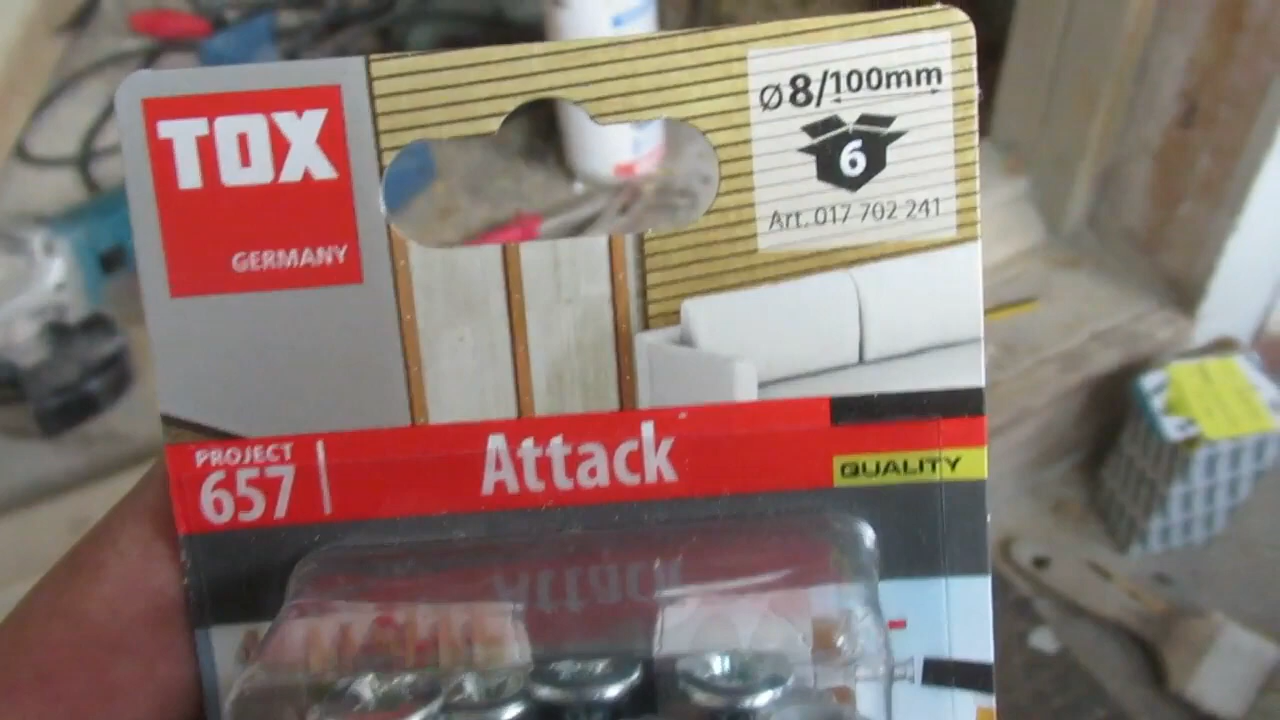 TOX
GERMANY
Ø8/100mm
6
Art. 017 702 241
PROJECT
657
Attack
QUALITY